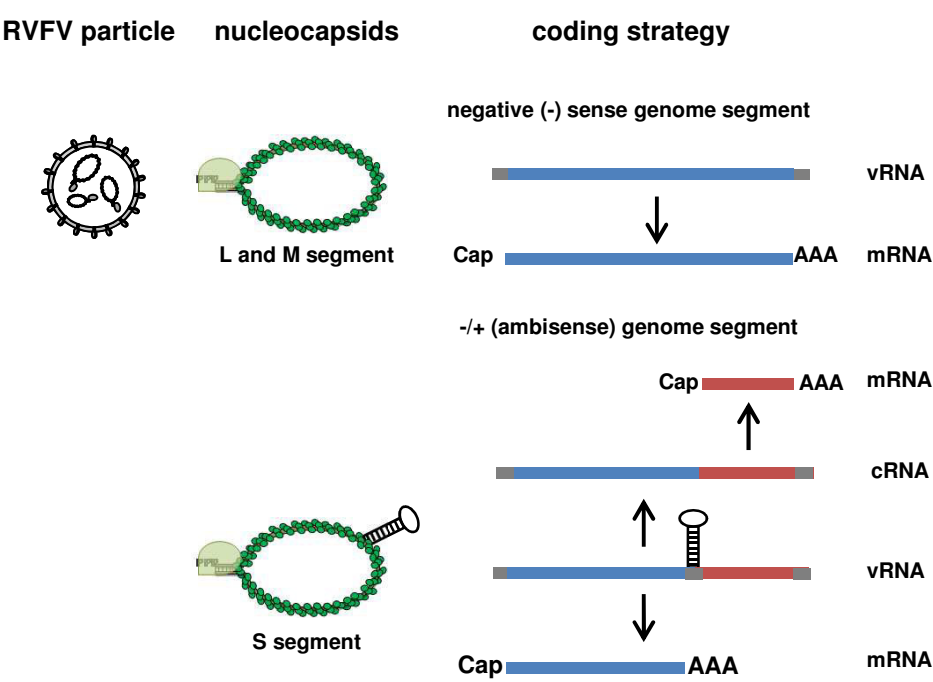 RVFV particle nucleocapsids coding strategy
negative (-) sense genome segment
vRNA
L and M segment
Cap AAA mRNA
-/+ (ambisense) genome segment
Cap AAA mRNA
cRNA
vRNA
S segment
Cap AAA mRNA